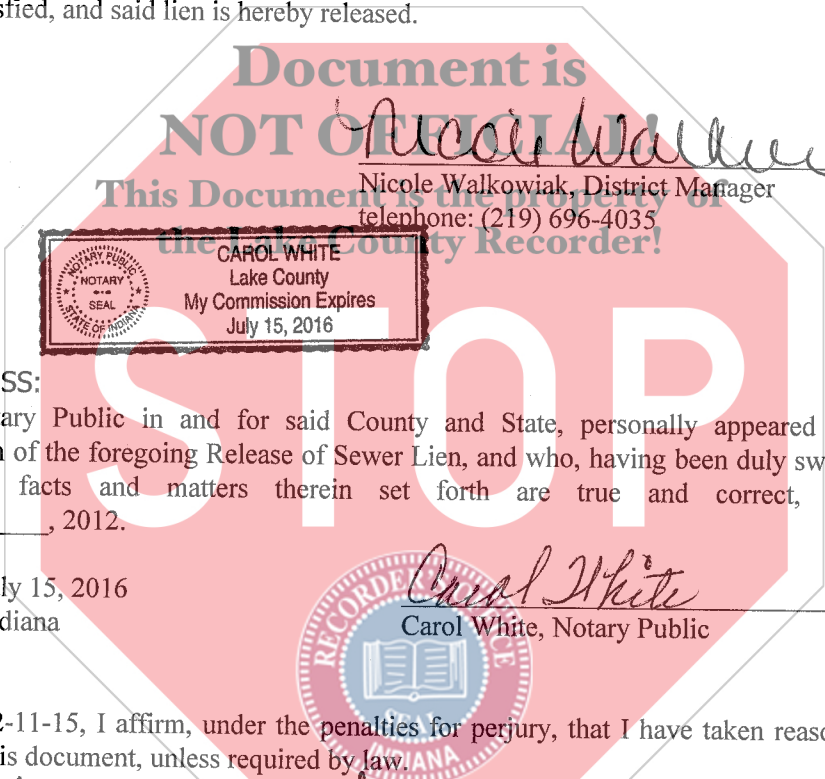 sfied, and said lien is hereby released.
Document is
NOT OFFICIAL!
Nicole Walkowiak, District Manager
This Document is the property of
telephone: (219) 696-4035
the Lake County Recorder!
NOTARY PUBLIC
NOTARY
SEAL
STATE OF INDIANA
CAROL WHITE
Lake County
My Commission Expires
July 15, 2016
STOP
SS:
ary Public in and for said County and State, personally appeared
n of the foregoing Release of Sewer Lien, and who, having been duly sw
facts and matters therein set forth are true and correct,
, 2012.
ly 15, 2016
diana
Carol White
Carol White, Notary Public
SEAL
INDIANA
2-11-15, I affirm, under the penalties for perjury, that I have taken reaso
is document, unless required by law.